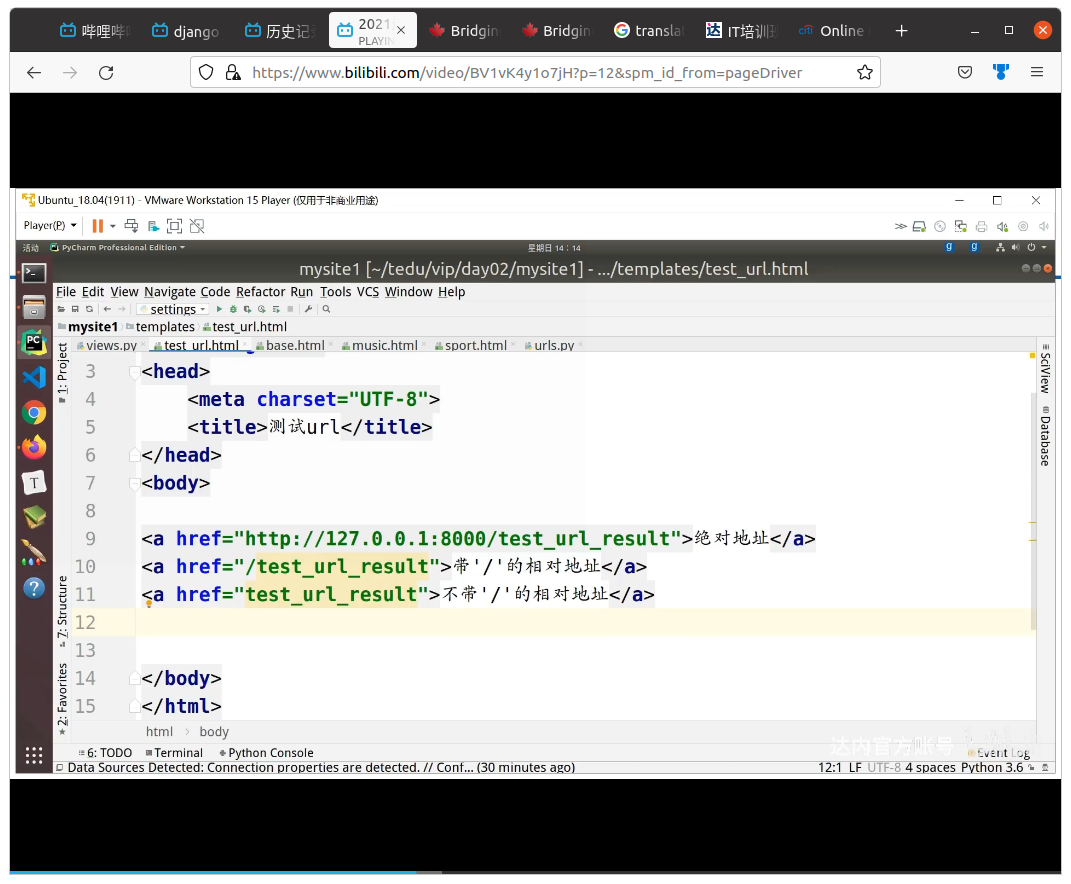 哔哩哔哩 django 历史记 2021 Bridgin Bridgin translat IT培训班 Online
PLAYIN
https://www.bilibili.com/video/BV1vK4y1o7jH?p=12&spm_id_from=pageDriver
Ubuntu_18.04(1911) - VMware Workstation 15 Player (仅用于非商业用途)
Player(P)
活动 PyCharm Professional Edition 星期日 14：14
mysite1 [~/tedu/vip/day02/mysite1] - .../templates/test_url.html
File Edit View Navigate Code Refactor Run Tools VCS Window Help
settings
mysite1 templates test_url.html
views.py test_url.html base.html music.html sport.html urls.py
1: Project
SciView
Database
3 <head>
4 <meta charset="UTF-8">
5 <title>测试url</title>
6 </head>
7 <body>
8
9 <a href="http://127.0.0.1:8000/test_url_result">绝对地址</a>
10 <a href="/test_url_result">带'/'的相对地址</a>
11 <a href="test_url_result">不带'/'的相对地址</a>
12
13
14 </body>
15 </html>
7: Structure
2: Favorites
html › body
达内官方账号
6: TODO Terminal Python Console Event Log
Data Sources Detected: Connection properties are detected. // Conf... (30 minutes ago) 12:1 LF UTF-8 4 spaces Python 3.6